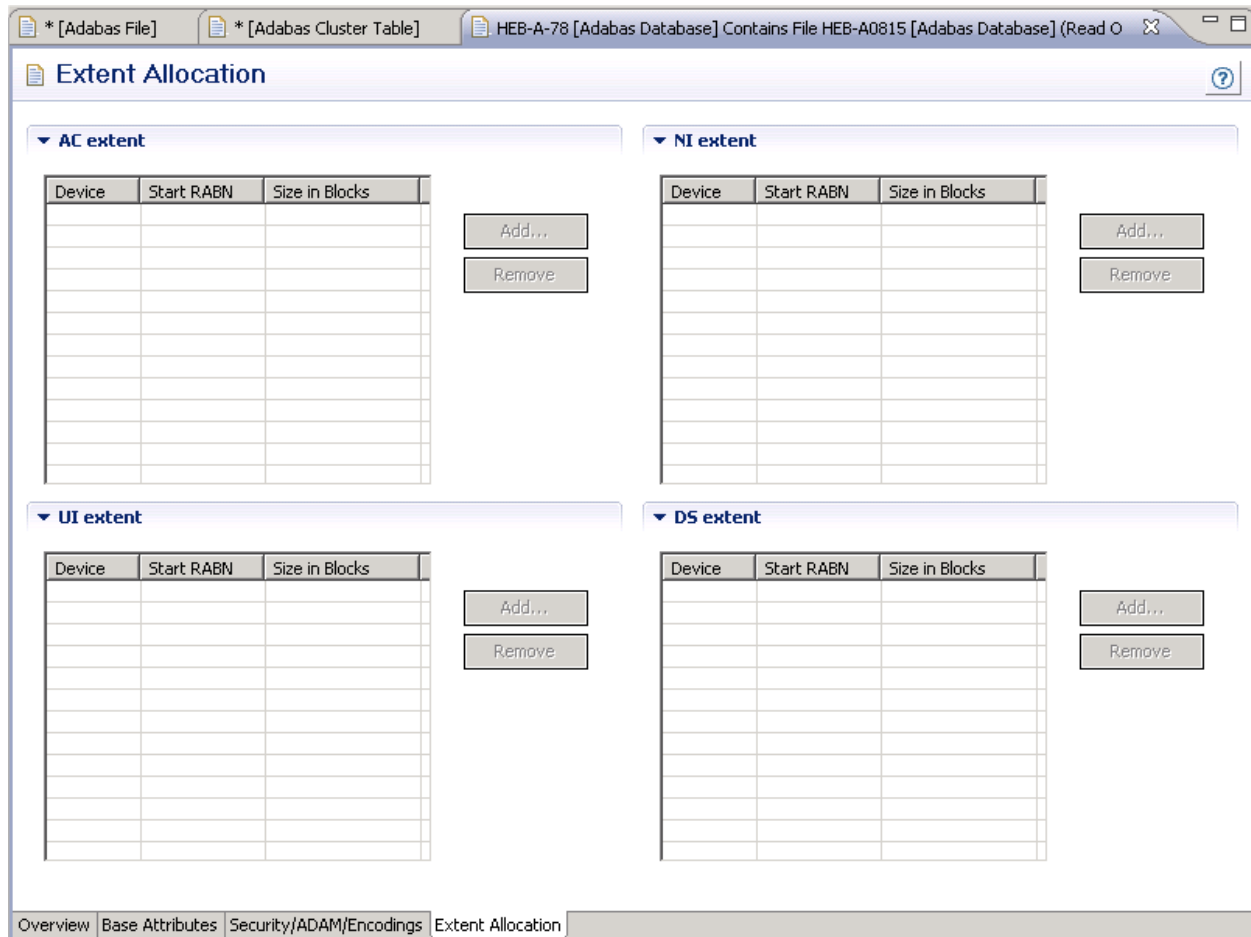 * [Adabas File] * [Adabas Cluster Table] HEB-A-78 [Adabas Database] Contains File HEB-A0815 [Adabas Database] (Read O
Extent Allocation
AC extent
Device Start RABN Size in Blocks
Add...
Remove
NI extent
Device Start RABN Size in Blocks
Add...
Remove
UI extent
Device Start RABN Size in Blocks
Add...
Remove
DS extent
Device Start RABN Size in Blocks
Add...
Remove
Overview Base Attributes Security/ADAM/Encodings Extent Allocation